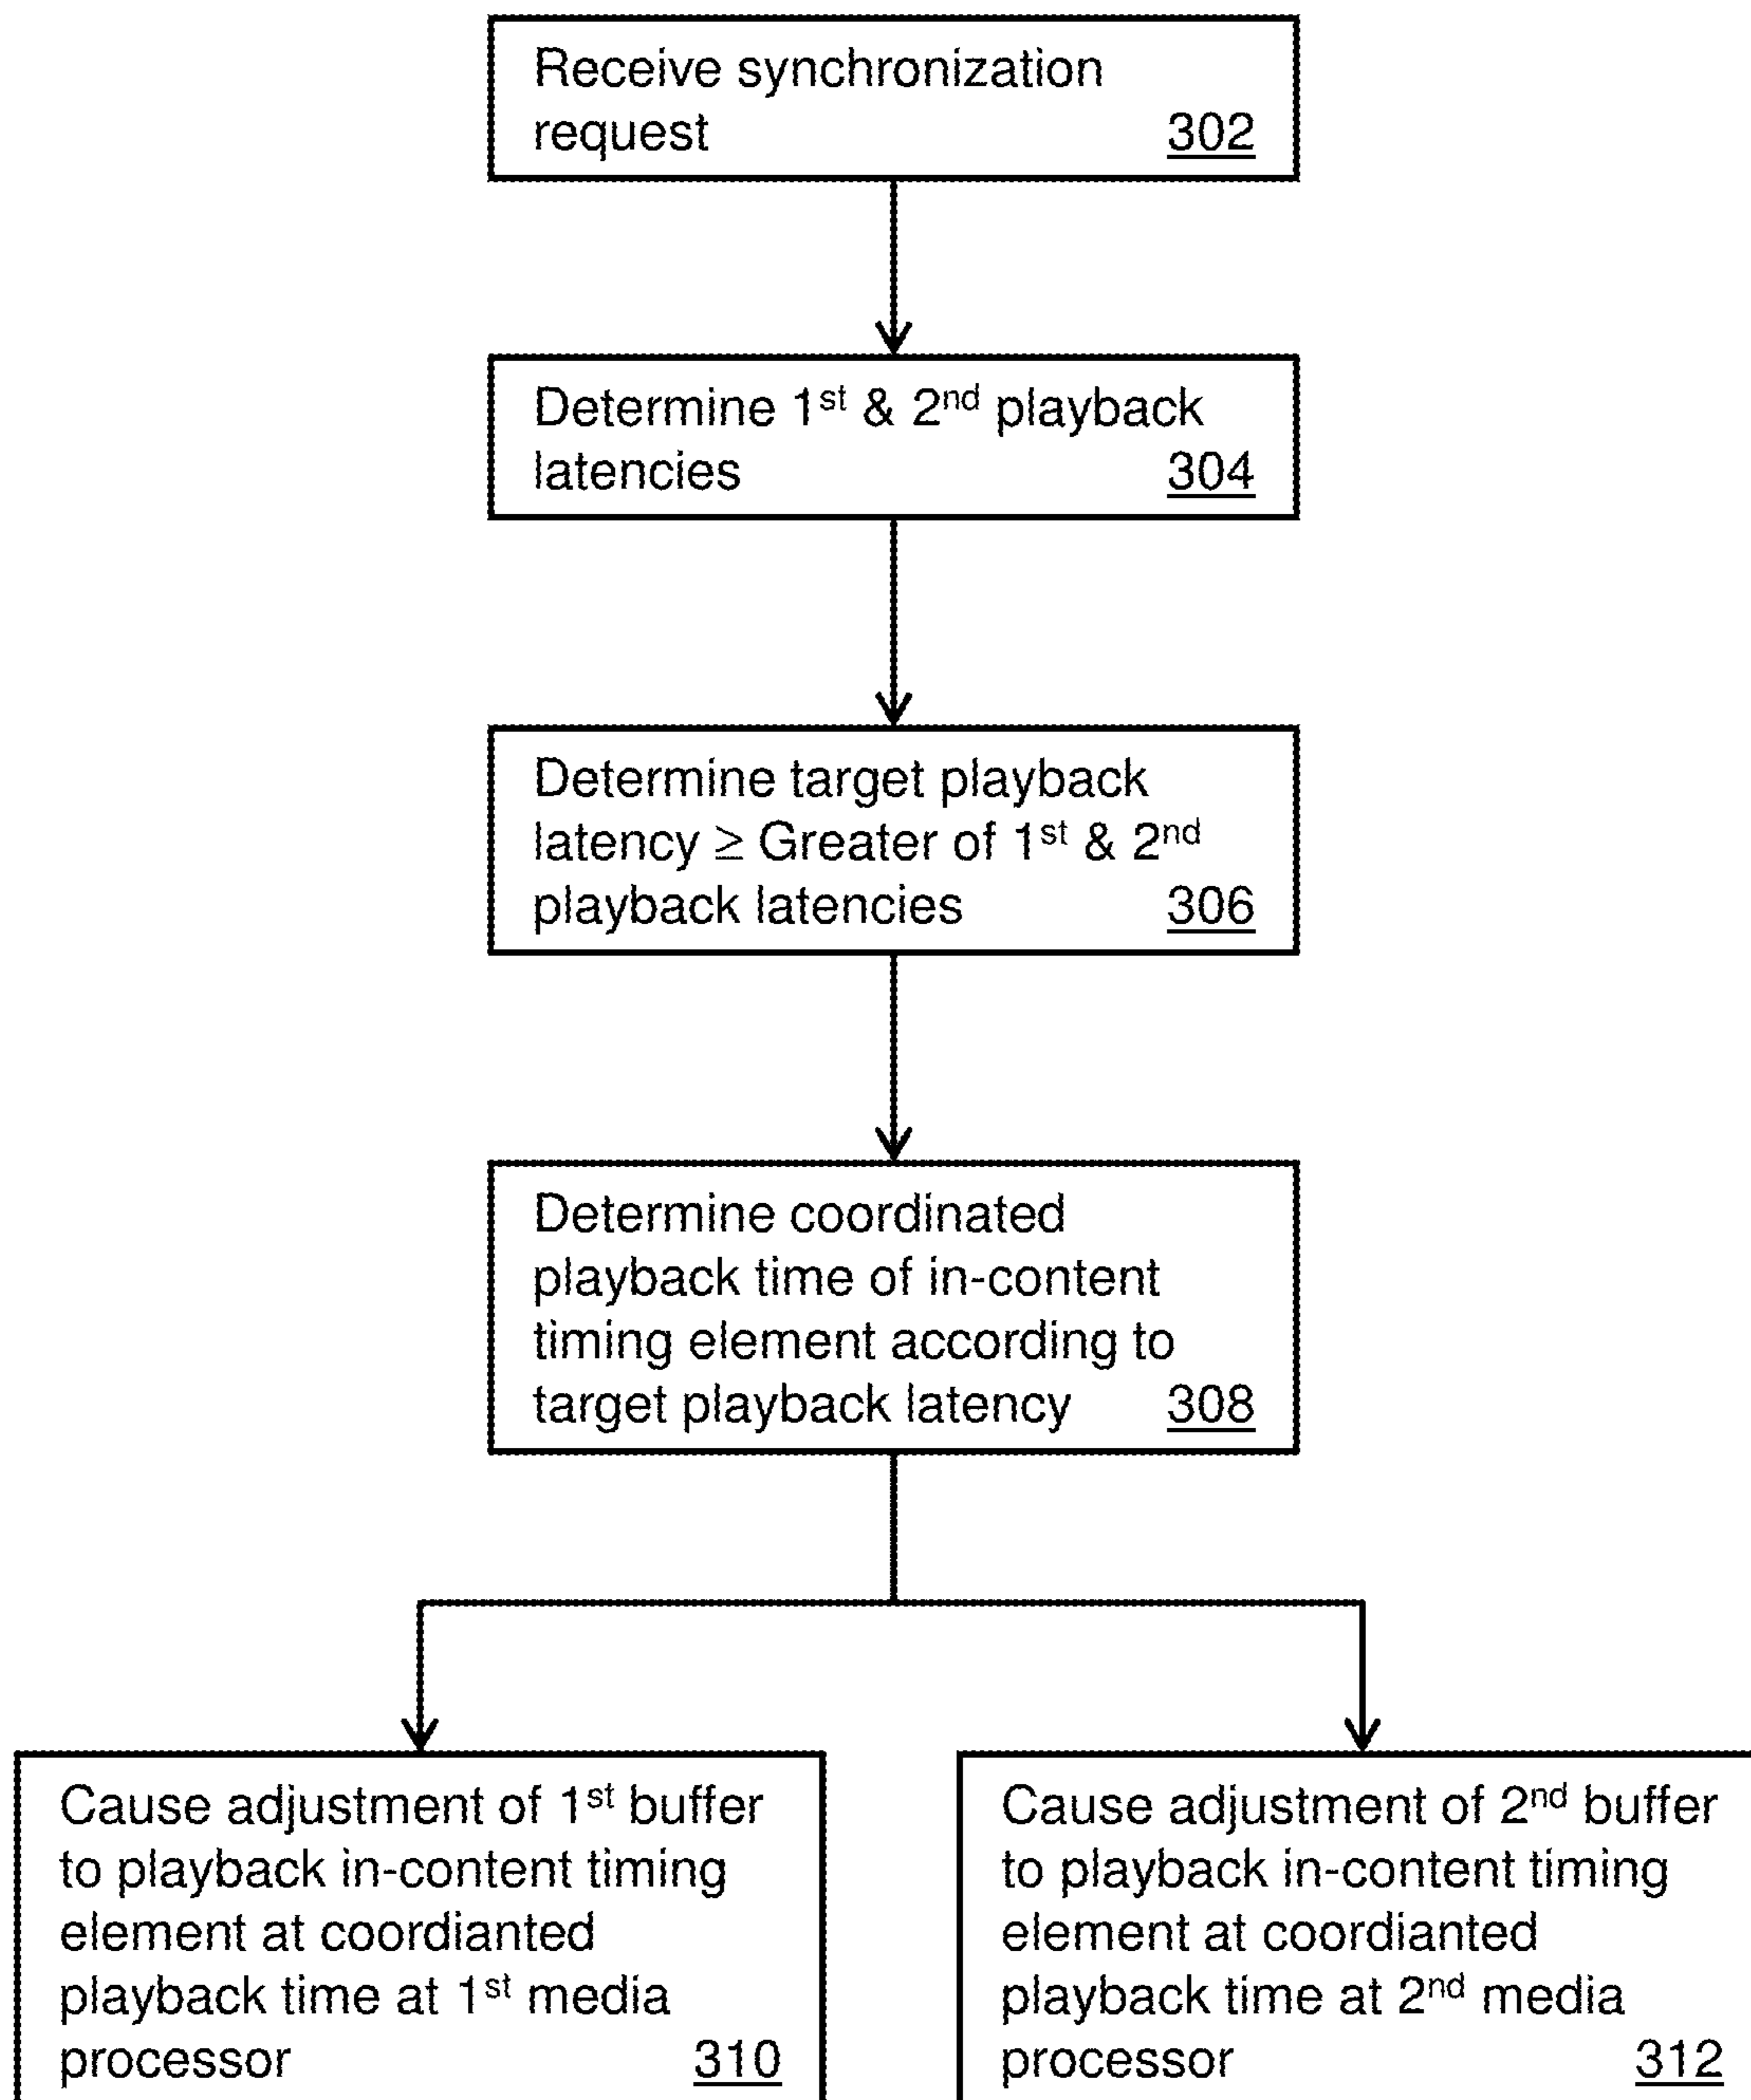 Receive synchronization
request 302
Determine 1st & 2nd playback
latencies 304
Determine target playback
latency ≥ Greater of 1st & 2nd
playback latencies 306
Determine coordinated
playback time of in-content
timing element according to
target playback latency 308
Cause adjustment of 1st buffer
to playback in-content timing
element at coordianted
playback time at 1st media
processor 310
Cause adjustment of 2nd buffer
to playback in-content timing
element at coordianted
playback time at 2nd media
processor 312